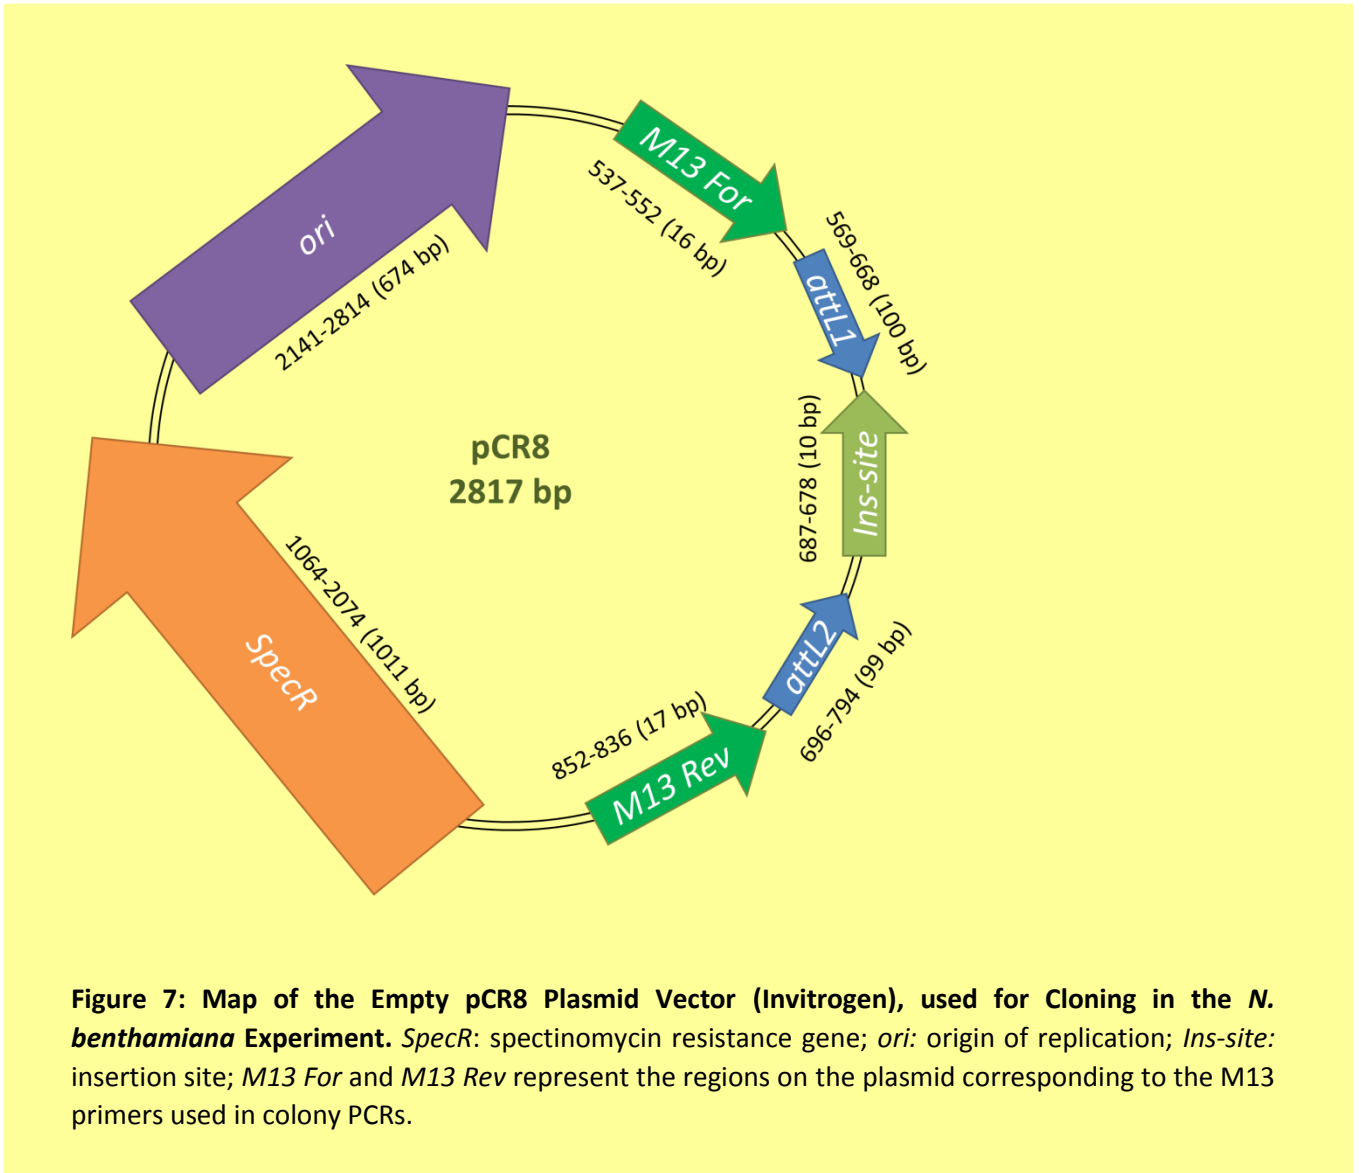 M13 For
537-552 (16 bp)
ori
2141-2814 (674 bp)
569-668 (100 bp)
attL1
pCR8
2817 bp
687-678 (10 bp)
Ins-site
1064-2074 (1011 bp)
SpecR
attL2
696-794 (99 bp)
852-836 (17 bp)
M13 Rev
Figure 7: Map of the Empty pCR8 Plasmid Vector (Invitrogen), used for Cloning in the N.
benthamiana Experiment. SpecR: spectinomycin resistance gene; ori: origin of replication; Ins-site:
insertion site; M13 For and M13 Rev represent the regions on the plasmid corresponding to the M13
primers used in colony PCRs.